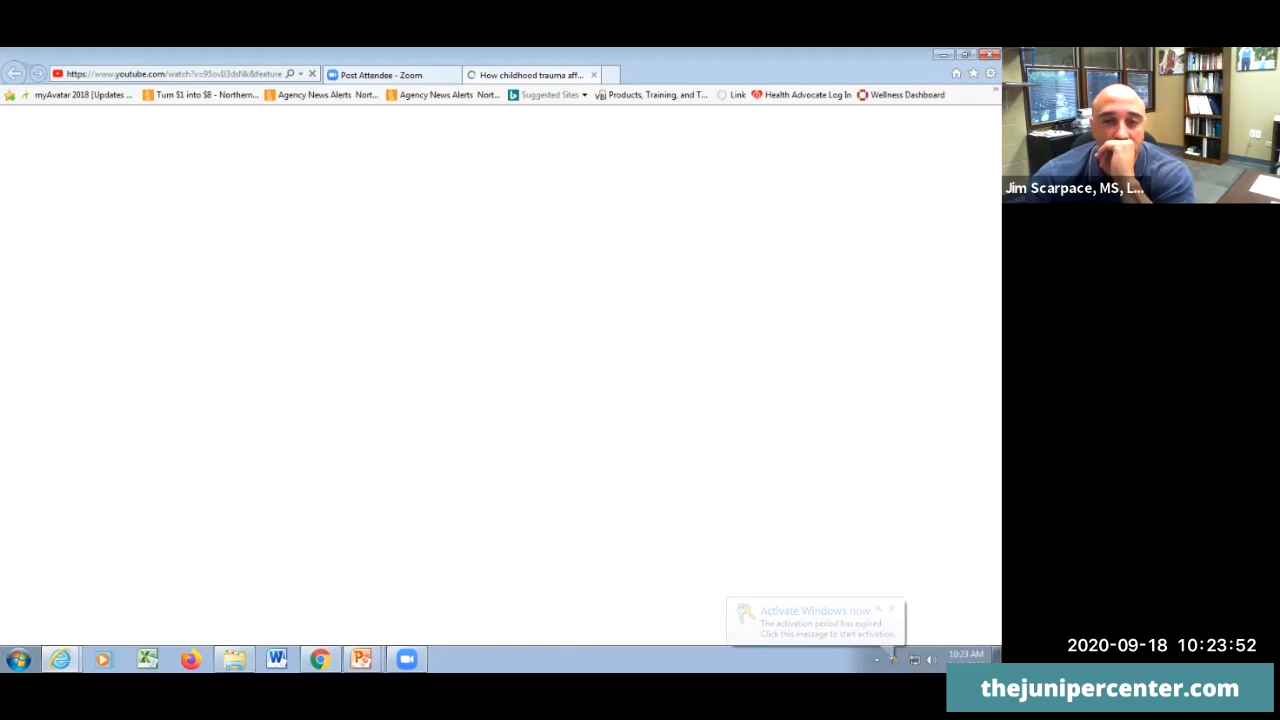 https://www.youtube.com/watch?v=95ovIJ3dsNk&feature
Post Attendee - Zoom
How childhood trauma aff...
myAvatar 2018 [Updates ...
Turn $1 into $8 - Northern...
Agency News Alerts Nort...
Agency News Alerts Nort...
Suggested Sites
Products, Training, and T...
Link
Health Advocate Log In
Wellness Dashboard
Jim Scarpace, MS, L...
Activate Windows now
The activation period has expired.
Click this message to start activation.
10:23 AM
2020-09-18 10:23:52
thejunipercenter.com